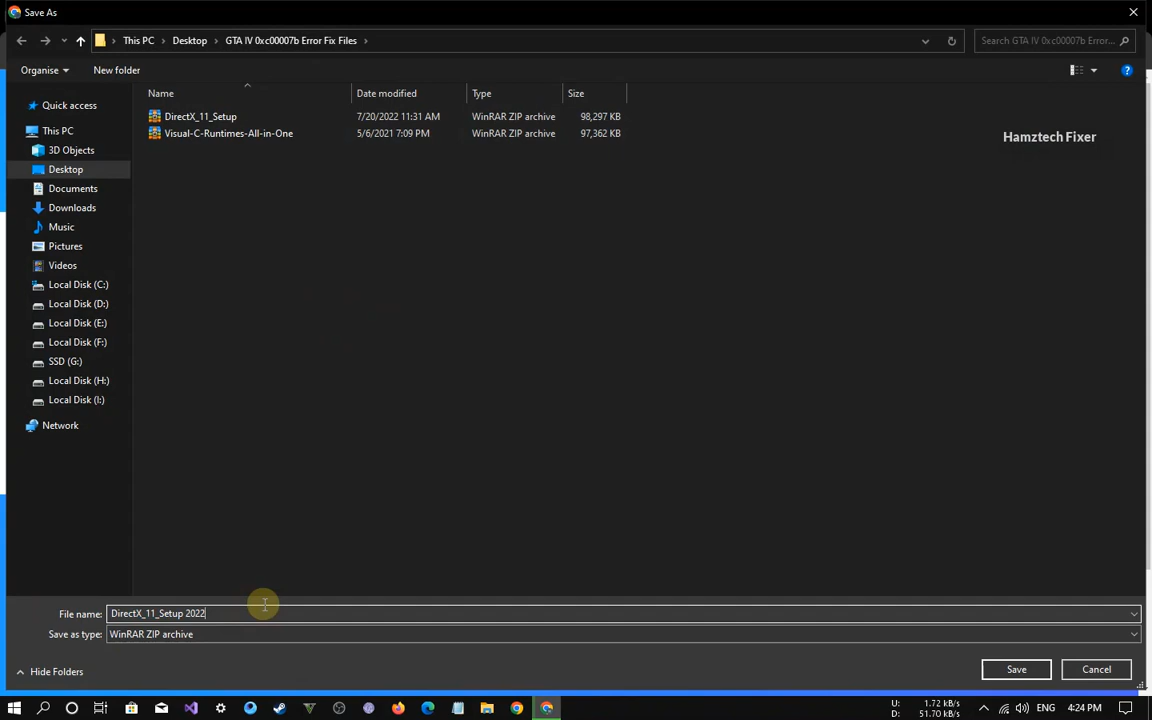 Save As
This PC > Desktop > GTA IV 0xc00007b Error Fix Files >
Search GTA IV 0xc00007b Error...
Organise
New folder
Name
Date modified
Type
Size
Quick access
DirectX_11_Setup
7/20/2022 11:31 AM
WinRAR ZIP archive
98,297 KB
Visual-C-Runtimes-All-in-One
5/6/2021 7:09 PM
WinRAR ZIP archive
97,362 KB
Hamztech Fixer
This PC
3D Objects
Desktop
Documents
Downloads
Music
Pictures
Videos
Local Disk (C:)
Local Disk (D:)
Local Disk (E:)
Local Disk (F:)
SSD (G:)
Local Disk (H:)
Local Disk (I:)
Network
File name: DirectX_11_Setup 2022
Save as type: WinRAR ZIP archive
Hide Folders
Save
Cancel
U: 1.72 kB/s
D: 51.70 kB/s
ENG
4:24 PM